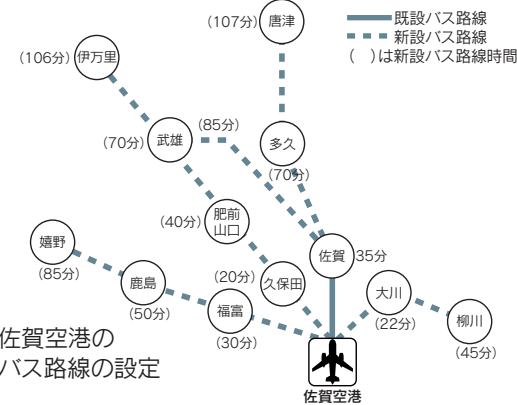 唐津
(107分)
既設バス路線
新設バス路線
( )は新設バス路線時間
伊万里
(106分)
武雄
(70分)
(85分)
多久
(70分)
肥前
山口
(40分)
佐賀
35分
嬉野
(85分)
鹿島
(50分)
福富
(30分)
久保田
(20分)
大川
(22分)
柳川
(45分)
佐賀空港の
バス路線の設定
佐賀空港